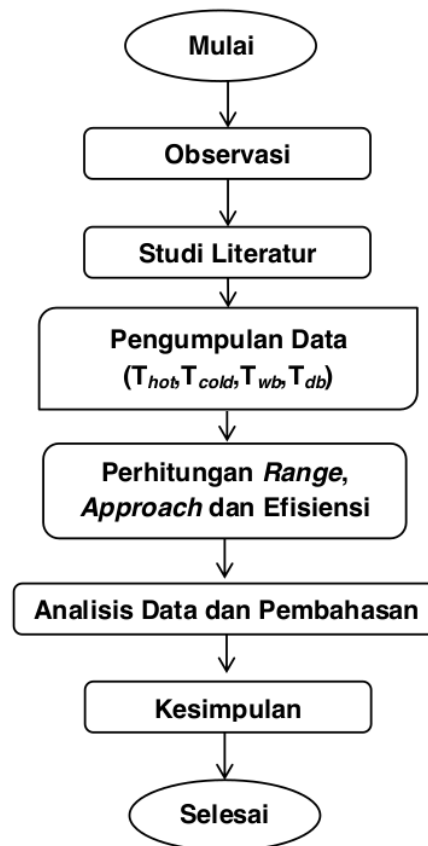 Mulai
Observasi
Studi Literatur
Pengumpulan Data
(Thot,Tcold,Twb,Tdb)
Perhitungan Range,
Approach dan Efisiensi
Analisis Data dan Pembahasan
Kesimpulan
Selesai